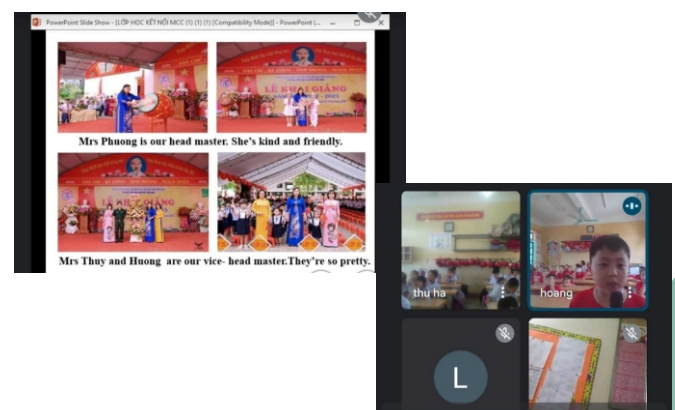 PowerPoint Slide Show - [LỚP HỌC KẾT NỐI MCC (1) (1) (1) [Compatibility Mode]] - PowerPoint (...
LỄ KHAI GIẢNG
Mrs Phuong is our head master. She's kind and friendly.
LỄ KHAI GIẢNG
Mrs Thuy and Huong are our vice- head master.They're so pretty.
thu ha
hoang
L